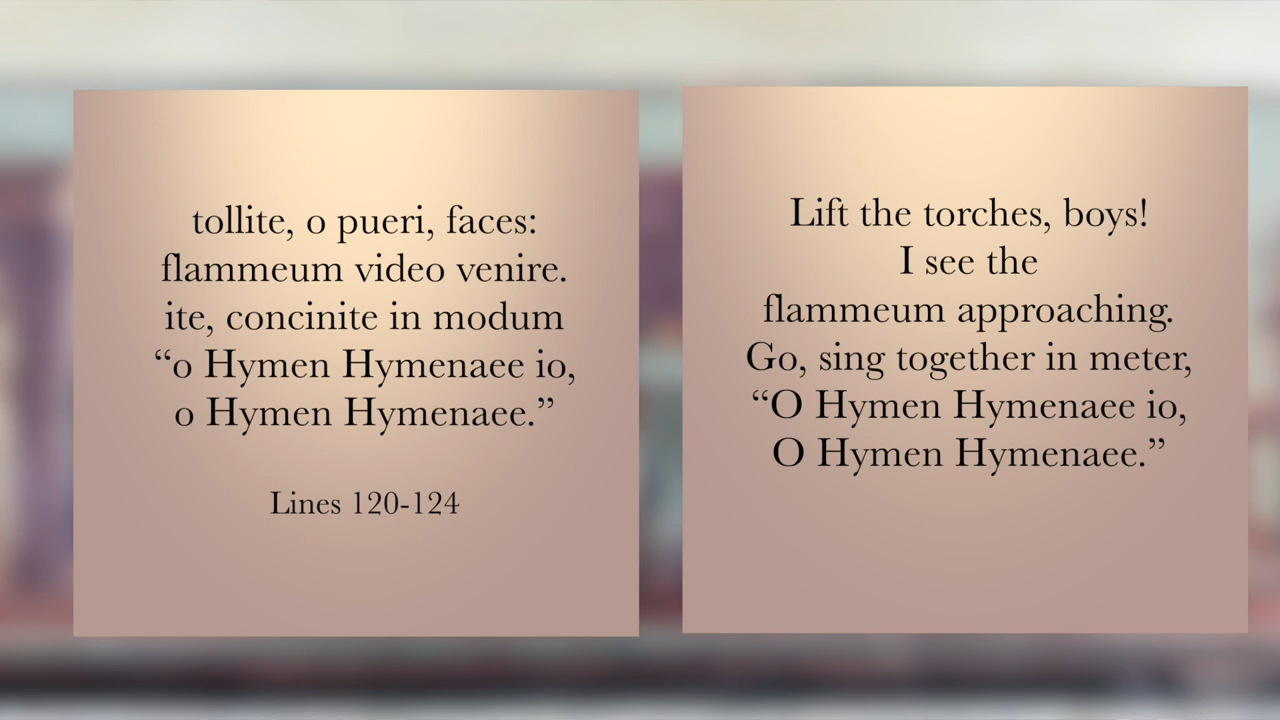 tollite, o pueri, faces:
flammeum video venire.
ite, concinite in modum
“o Hymen Hymenaee io,
o Hymen Hymenaee.”
Lines 120-124
Lift the torches, boys!
I see the
flammeum approaching.
Go, sing together in meter,
“O Hymen Hymenaee io,
O Hymen Hymenaee.”